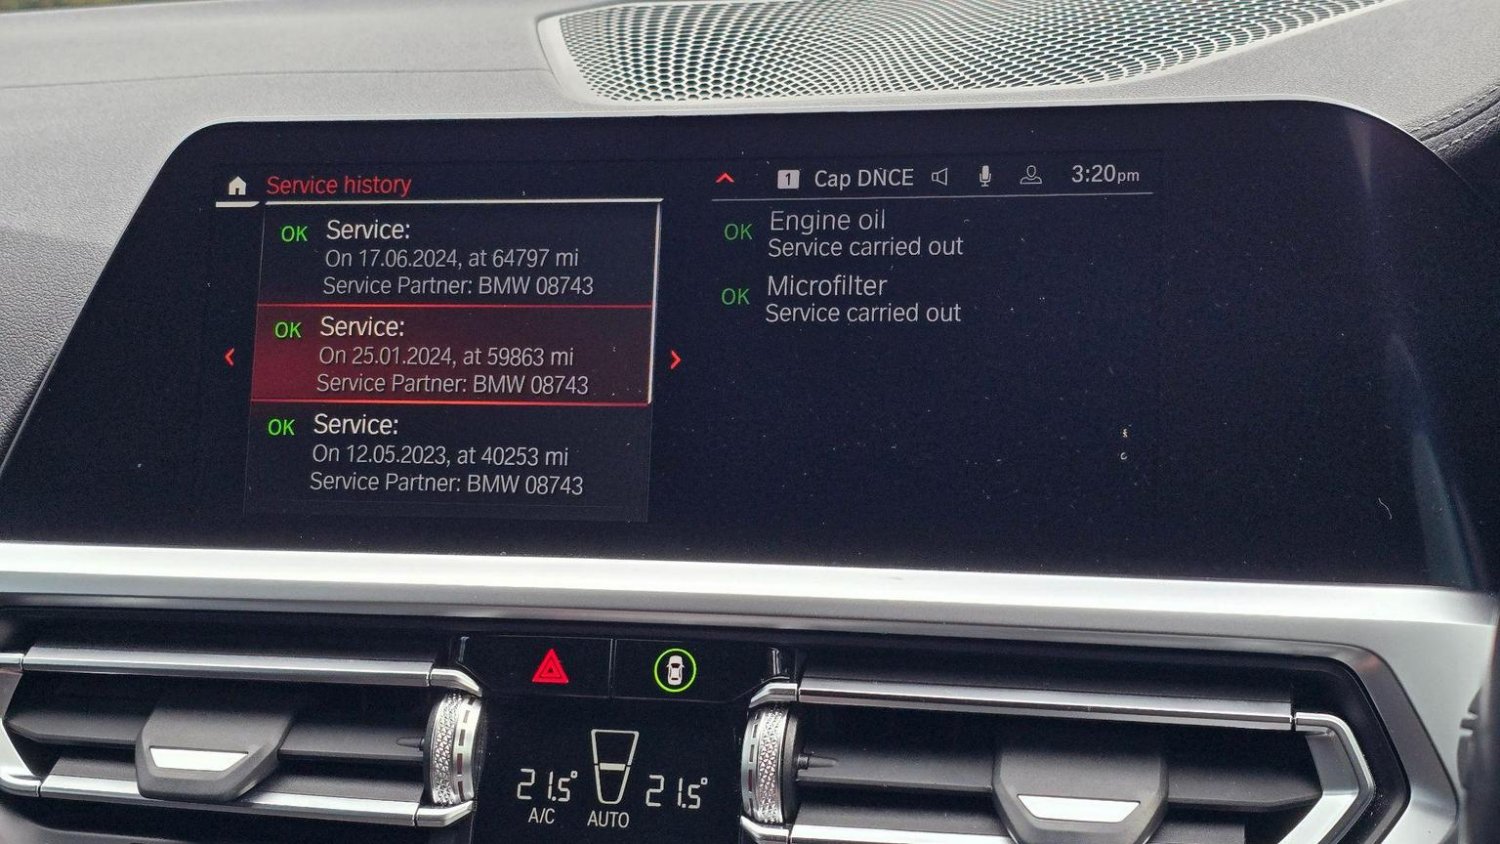 Service history
1 Cap DNCE 3:20pm
OK Service:
On 17.06.2024, at 64797 mi
Service Partner: BMW 08743
OK Service:
On 25.01.2024, at 59863 mi
Service Partner: BMW 08743
OK Service:
On 12.05.2023, at 40253 mi
Service Partner: BMW 08743
OK Engine oil
Service carried out
OK Microfilter
Service carried out
21.5° 21.5°
A/C AUTO